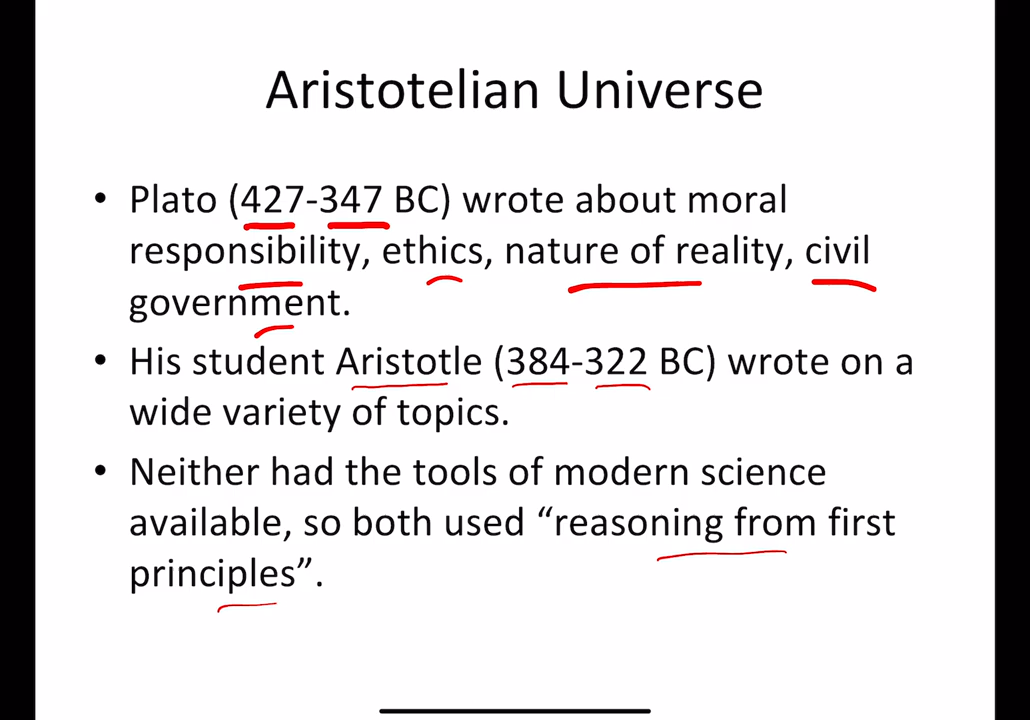 Aristotelian Universe
• Plato (427-347 BC) wrote about moral
responsibility, ethics, nature of reality, civil
government.
• His student Aristotle (384-322 BC) wrote on a
wide variety of topics.
• Neither had the tools of modern science
available, so both used “reasoning from first
principles”.